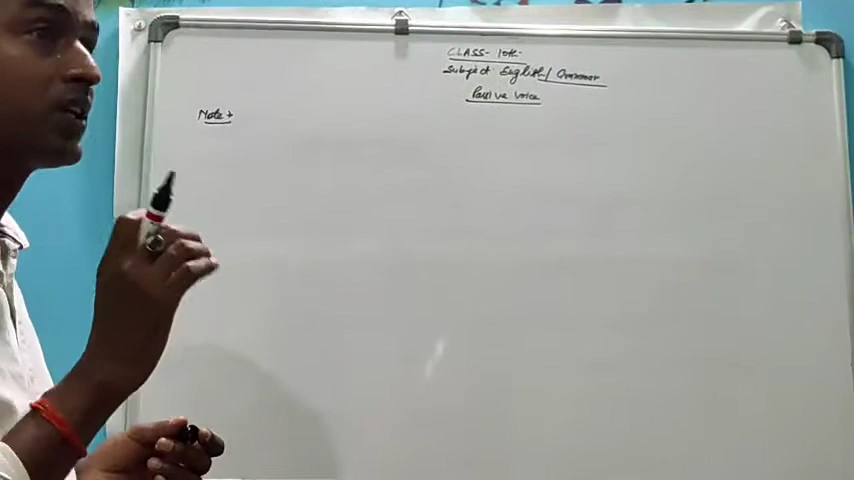 CLASS - 10th
Subject English / Grammar
Passive voice
Note →